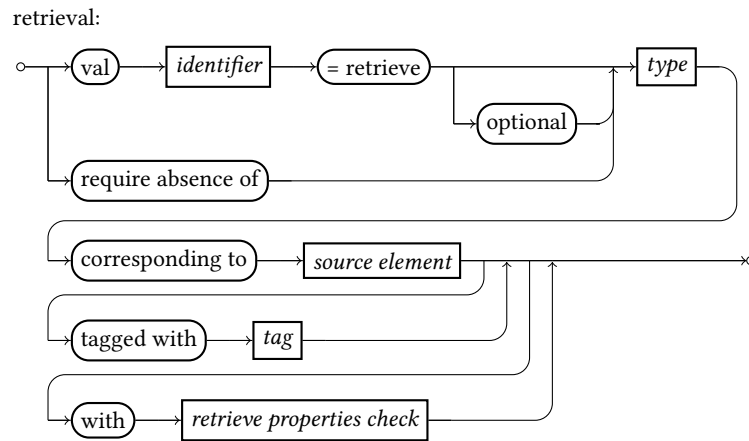 retrieval:
val identifier = retrieve type
optional
require absence of
corresponding to source element
tagged with tag
with retrieve properties check